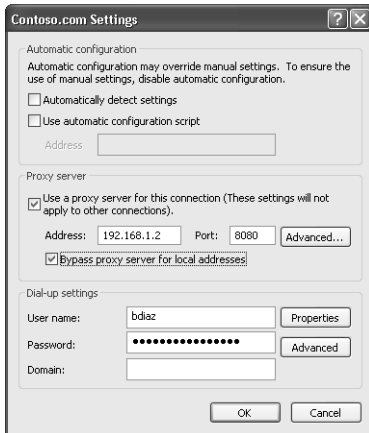 Contoso.com Settings
Automatic configuration
Automatic configuration may override manual settings. To ensure the
use of manual settings, disable automatic configuration.
Automatically detect settings
Use automatic configuration script
Address
Proxy server
Use a proxy server for this connection (These settings will not
apply to other connections).
Address: 192.168.1.2 Port: 8080 Advanced...
Bypass proxy server for local addresses
Dial-up settings
User name: bdiaz Properties
Password: •••••••••••••••• Advanced
Domain:
OK Cancel